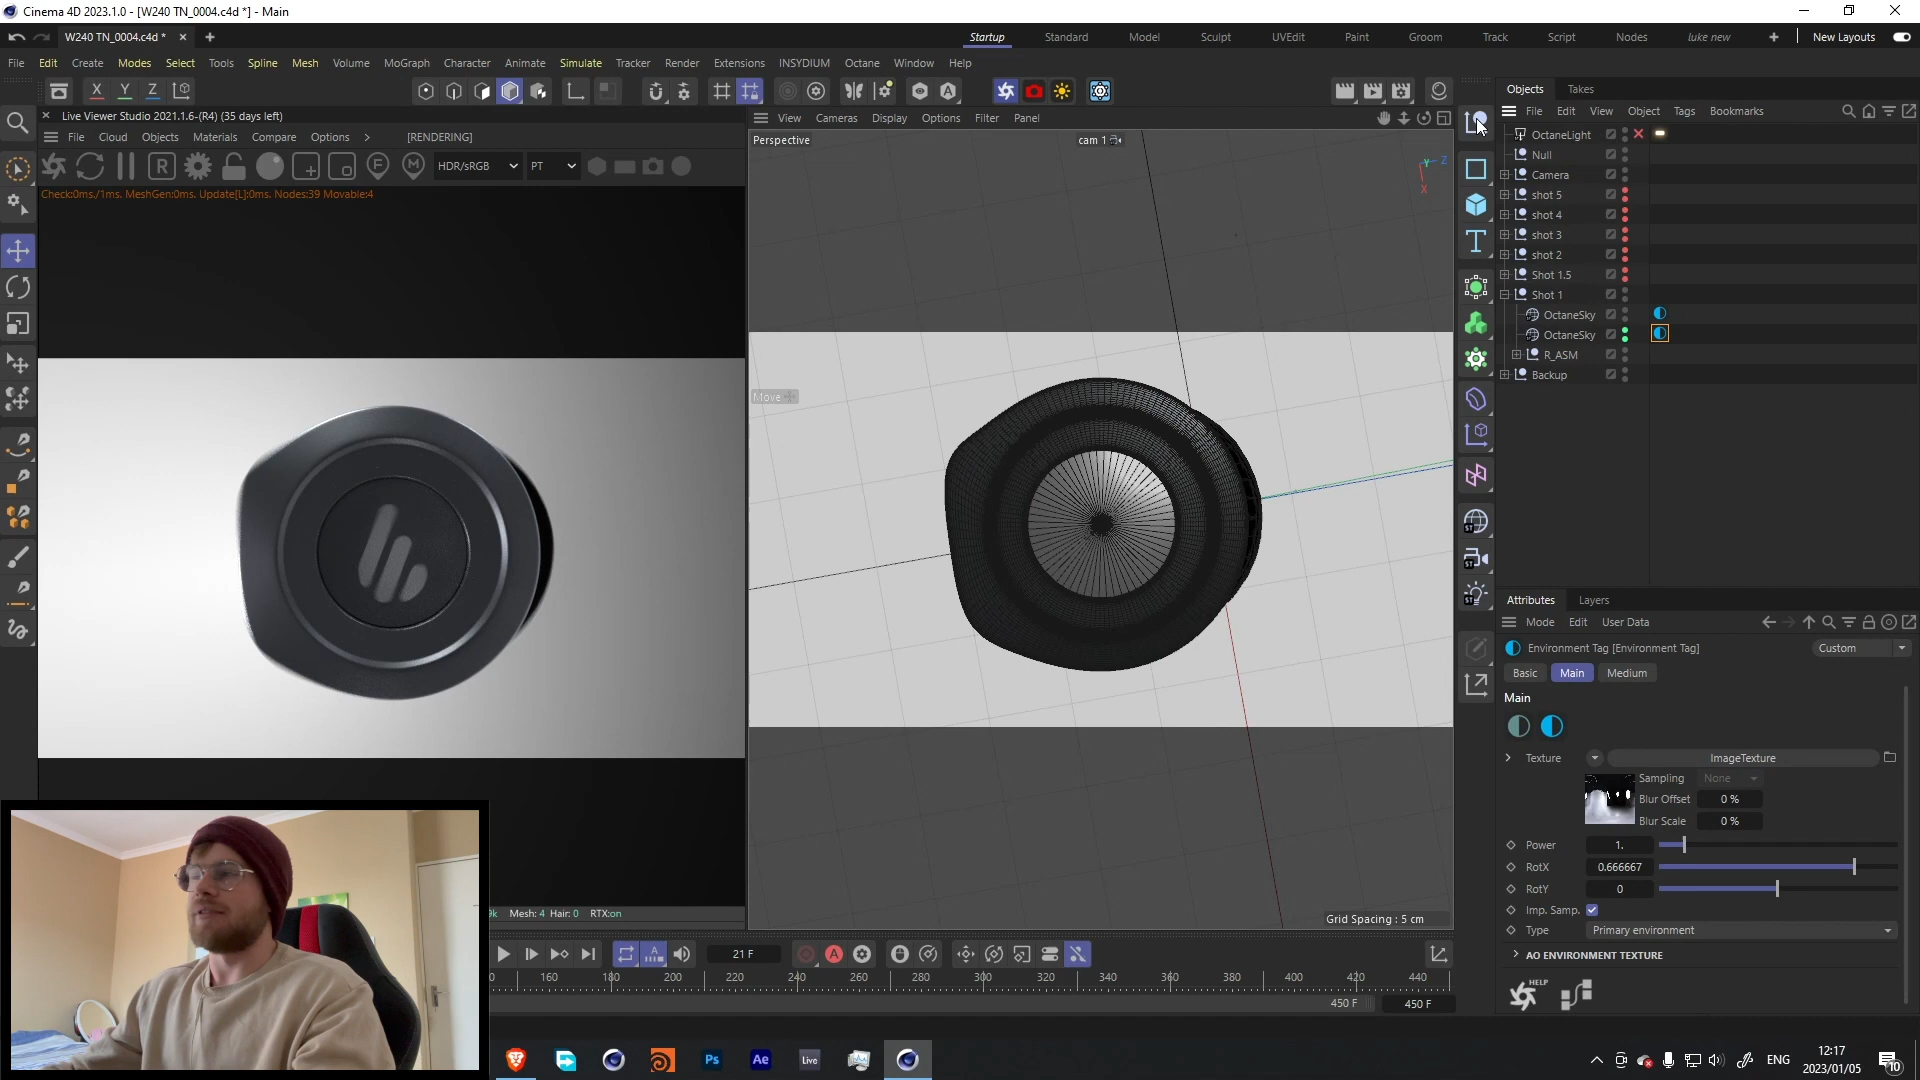 Cinema 4D 2023.1.0 - [W240 TN_0004.c4d *] - Main
W240 TN_0004.c4d *
Startup Standard Model Sculpt UVEdit Paint Groom Track Script Nodes luke new New Layouts
File Edit Create Modes Select Tools Spline Mesh Volume MoGraph Character Animate Simulate Tracker Render Extensions INSYDIUM Octane Window Help
X Y Z
Live Viewer Studio 2021.1.6-(R4) (35 days left)
File Cloud Objects Materials Compare Options > [RENDERING]
HDR/sRGB PT
Check:0ms./1ms. MeshGen:0ms. Update[L]:0ms. Nodes:39 Movable:4
View Cameras Display Options Filter Panel
Perspective
cam 1
Y Z
X
Move
Grid Spacing : 5 cm
Mesh: 4 Hair: 0 RTX:on
21 F
160 180 200 220 240 260 280 300 320 340 360 380 400 420 440
450 F 450 F
Objects Takes
File Edit View Object Tags Bookmarks
OctaneLight
Null
Camera
shot 5
shot 4
shot 3
shot 2
Shot 1.5
Shot 1
OctaneSky
OctaneSky
R_ASM
Backup
Attributes Layers
Mode Edit User Data
Environment Tag [Environment Tag] Custom
Basic Main Medium
Main
Texture ImageTexture
Sampling None
Blur Offset 0 %
Blur Scale 0 %
Power 1.
RotX 0.666667
RotY 0
Imp. Samp.
Type Primary environment
AO ENVIRONMENT TEXTURE
HELP
Ps Ae Live
ENG
12:17
2023/01/05
10